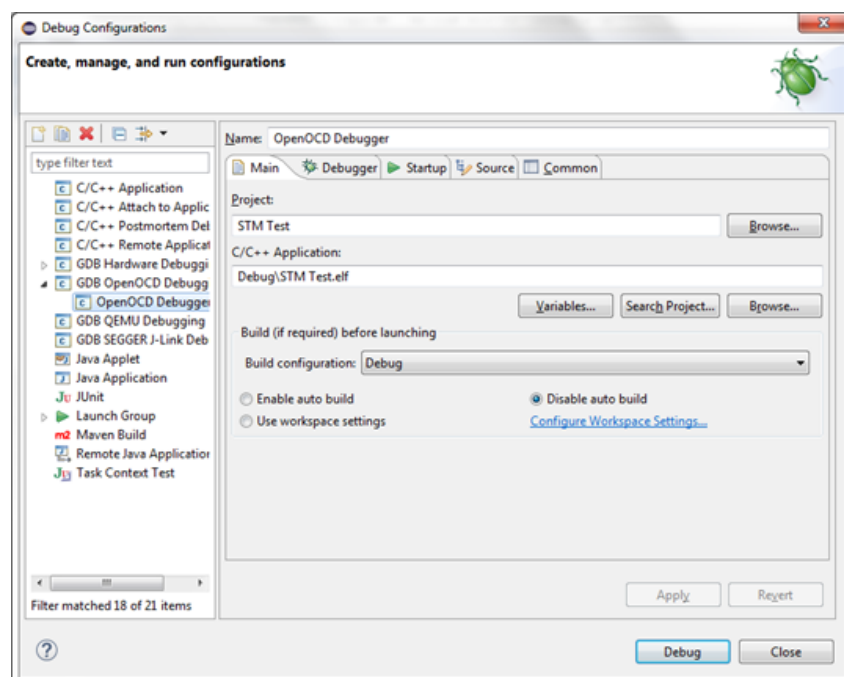 Debug Configurations
Create, manage, and run configurations
type filter text
C/C++ Application
C/C++ Attach to Applic
C/C++ Postmortem Del
C/C++ Remote Applicat
GDB Hardware Debuggi
GDB OpenOCD Debugg
OpenOCD Debugger
GDB QEMU Debugging
GDB SEGGER J-Link Deb
Java Applet
Java Application
JUnit
Launch Group
Maven Build
Remote Java Application
Task Context Test
Filter matched 18 of 21 items
Name: OpenOCD Debugger
Main Debugger Startup Source Common
Project:
STM Test Browse...
C/C++ Application:
Debug\STM Test.elf
Variables... Search Project... Browse...
Build (if required) before launching
Build configuration: Debug
Enable auto build Disable auto build
Use workspace settings Configure Workspace Settings...
Apply Revert
Debug Close